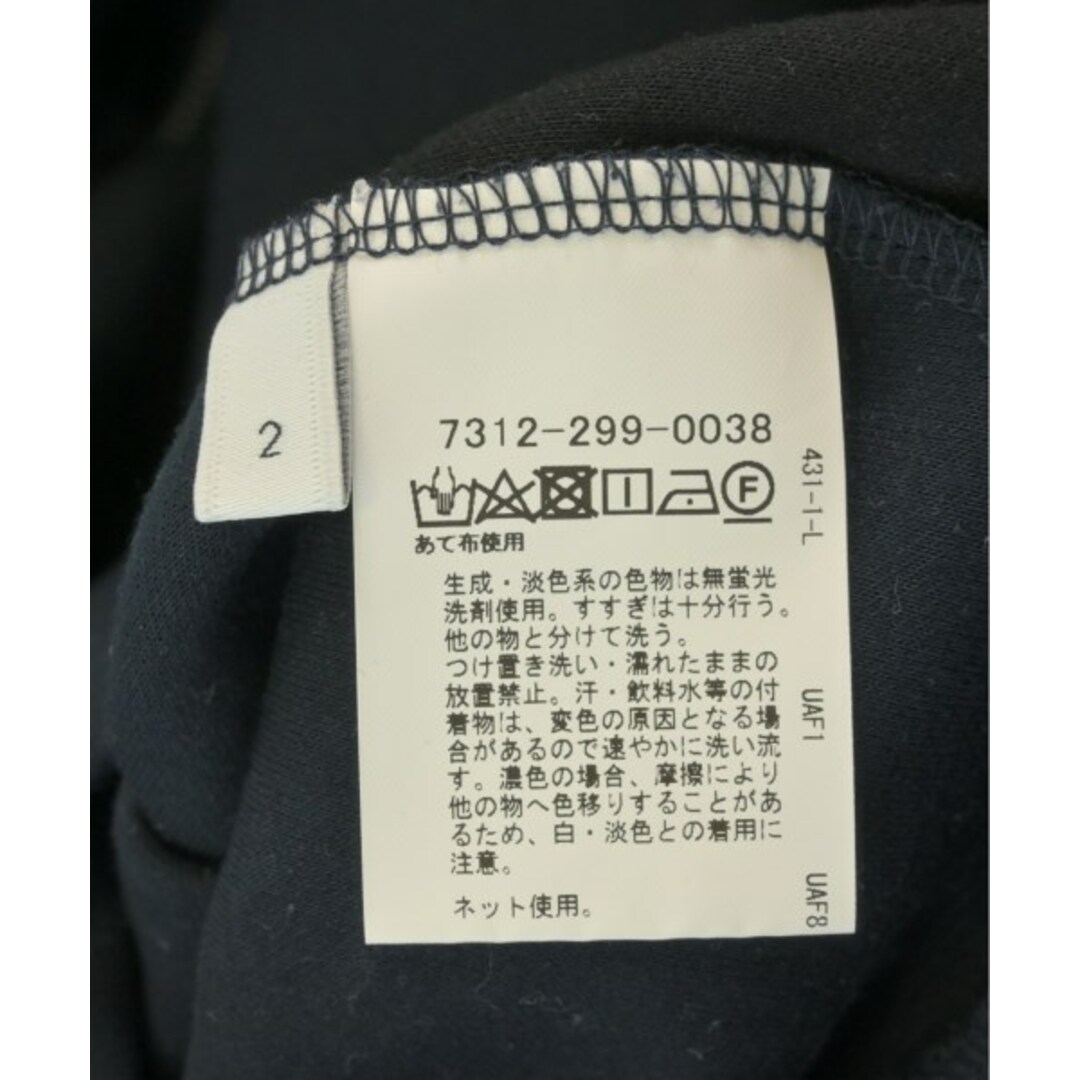 2
7312-299-0038
F
あて布使用
生成・淡色系の色物は無蛍光
洗剤使用。すすぎは十分行う。
他の物と分けて洗う。
つけ置き洗い・濡れたままの
放置禁止。汗・飲料水等の付
着物は、変色の原因となる場
合があるので速やかに洗い流
す。濃色の場合、摩擦により
他の物へ色移りすることがあ
るため、白・淡色との着用に
注意。
ネット使用。
431-1-L
UAF1
UAF8